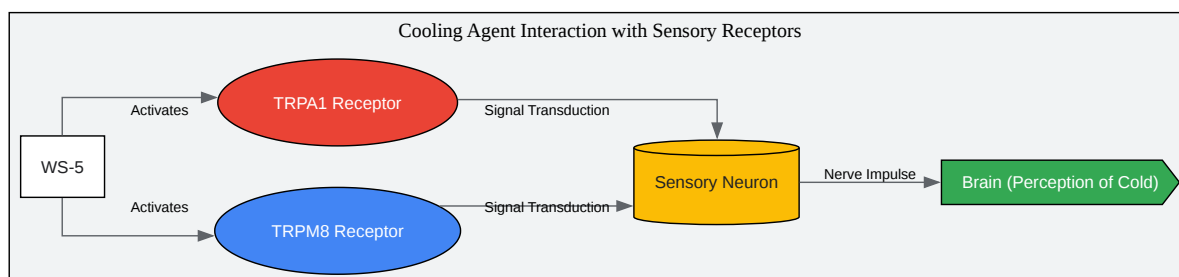 Cooling Agent Interaction with Sensory Receptors
TRPA1 Receptor
Activates
Signal Transduction
WS-5
Sensory Neuron
Nerve Impulse
Brain (Perception of Cold)
Activates
Signal Transduction
TRPM8 Receptor